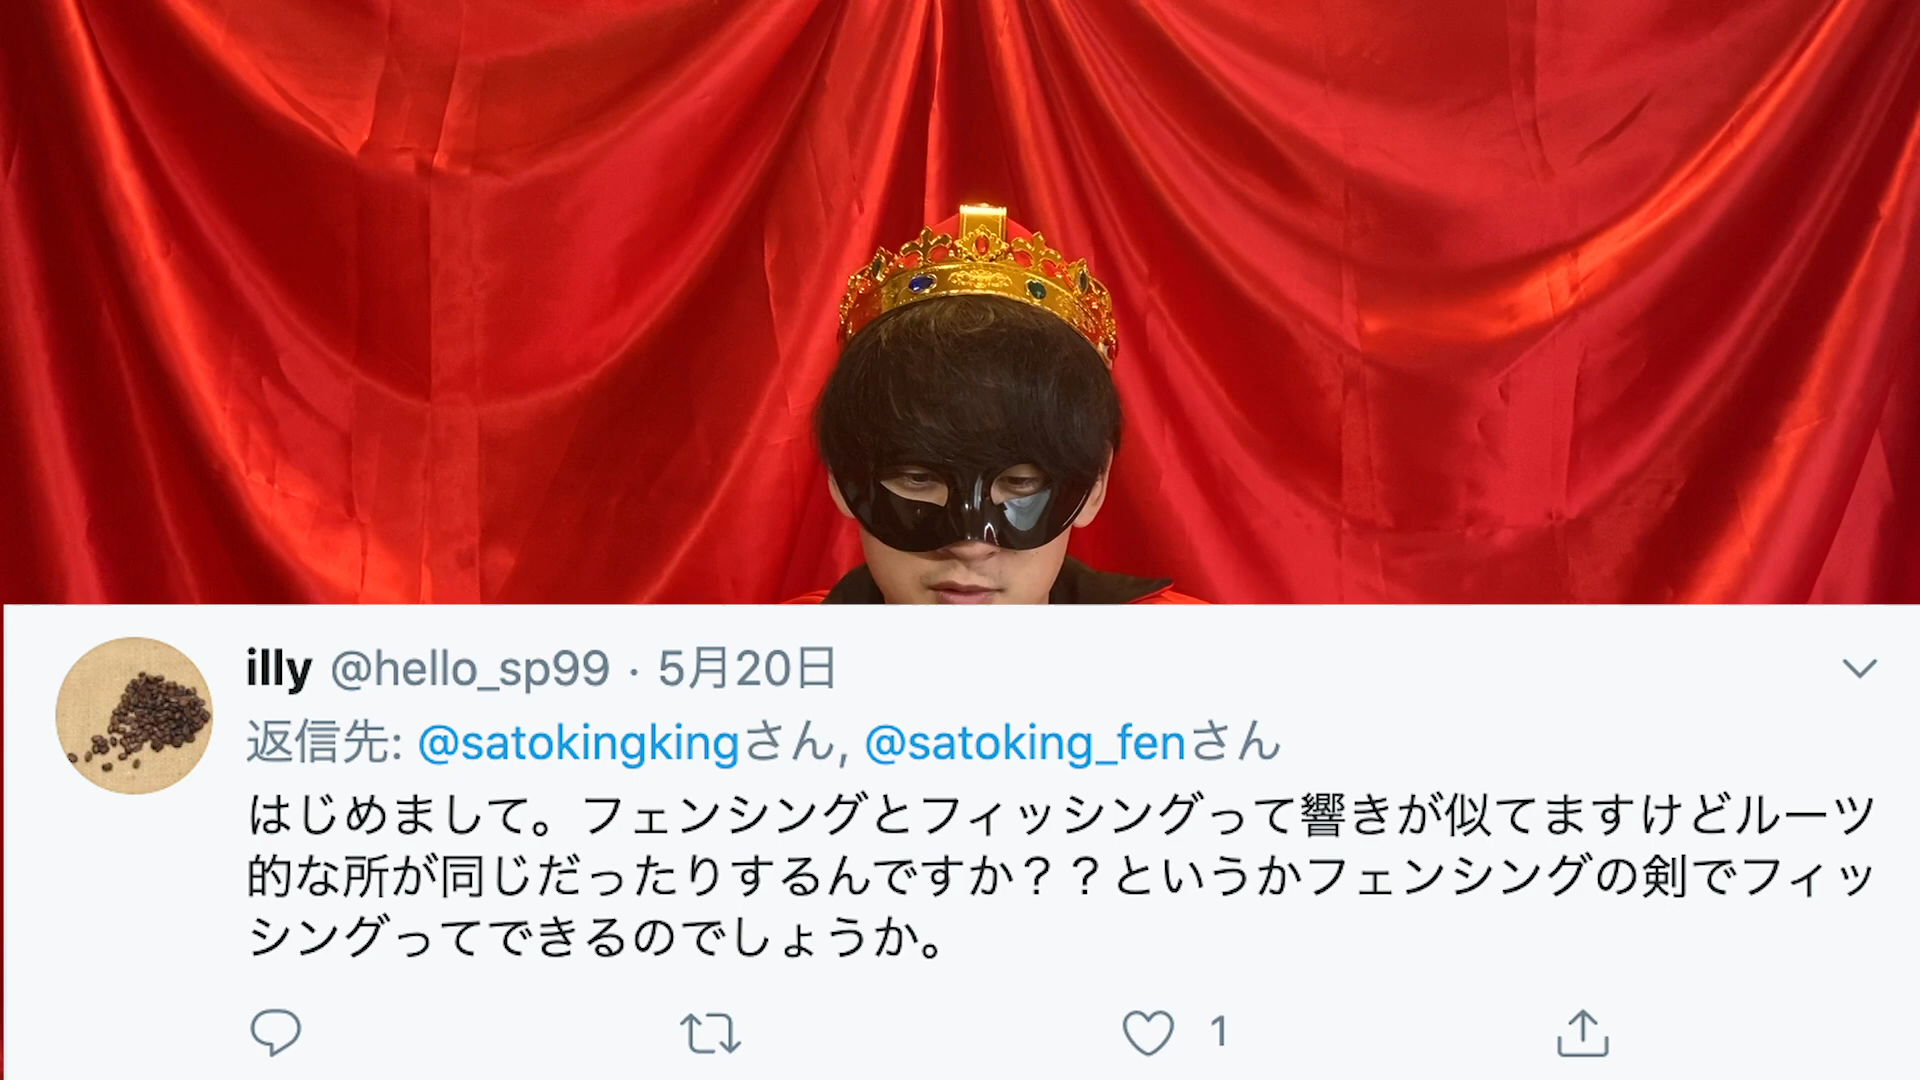 illy @hello_sp99 · 5月20日
返信先: @satokingkingさん, @satoking_fenさん
はじめまして。フェンシングとフィッシングって響きが似てますけどルーツ
的な所が同じだったりするんですか？？というかフェンシングの剣でフィッ
シングってできるのでしょうか。
1